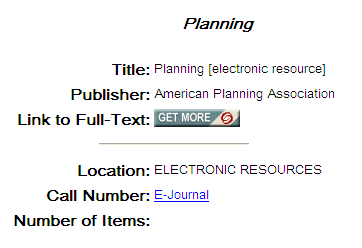 Planning
Title: Planning [electronic resource]
Publisher: American Planning Association
Link to Full-Text: GET MORE
Location: ELECTRONIC RESOURCES
Call Number: E-Journal
Number of Items: